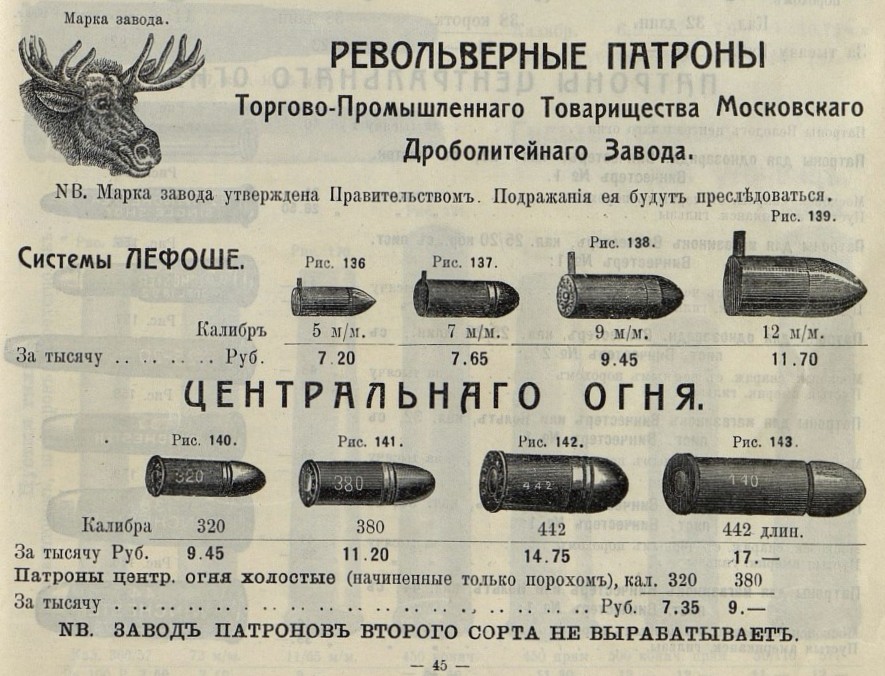 Марка завода.
РЕВОЛЬВЕРНЫЕ ПАТРОНЫ
Торгово-Промышленнаго Товарищества Московскаго
Дроболитейнаго Завода.
NB. Марка завода утверждена Правительствомъ. Подражанія ея будутъ преслѣдоваться.
Системы ЛЕФОШЕ.
Рис. 136 Рис. 137. Рис. 138. Рис. 139.
Калибръ 5 м/м. 7 м/м. 9 м/м. 12 м/м.
За тысячу . . . . . . . Руб. 7.20 7.65 9.45 11.70
ЦЕНТРАЛЬНАГО ОГНЯ.
Рис. 140. Рис. 141. Рис. 142. Рис. 143.
320 380 442
Калибра 320 380 442 442 длин.
За тысячу Руб. 9.45 11.20 14.75 17.—
Патроны центр. огня холостые (начиненные только порохомъ), кал. 320 380
За тысячу . . . . . . . . . . . . . . . . . . . . . . . . . . . . . . Руб. 7.35 9.—
NB. ЗАВОДЪ ПАТРОНОВЪ ВТОРОГО СОРТА НЕ ВЫРАБАТЫВАЕТЪ.
— 45 —